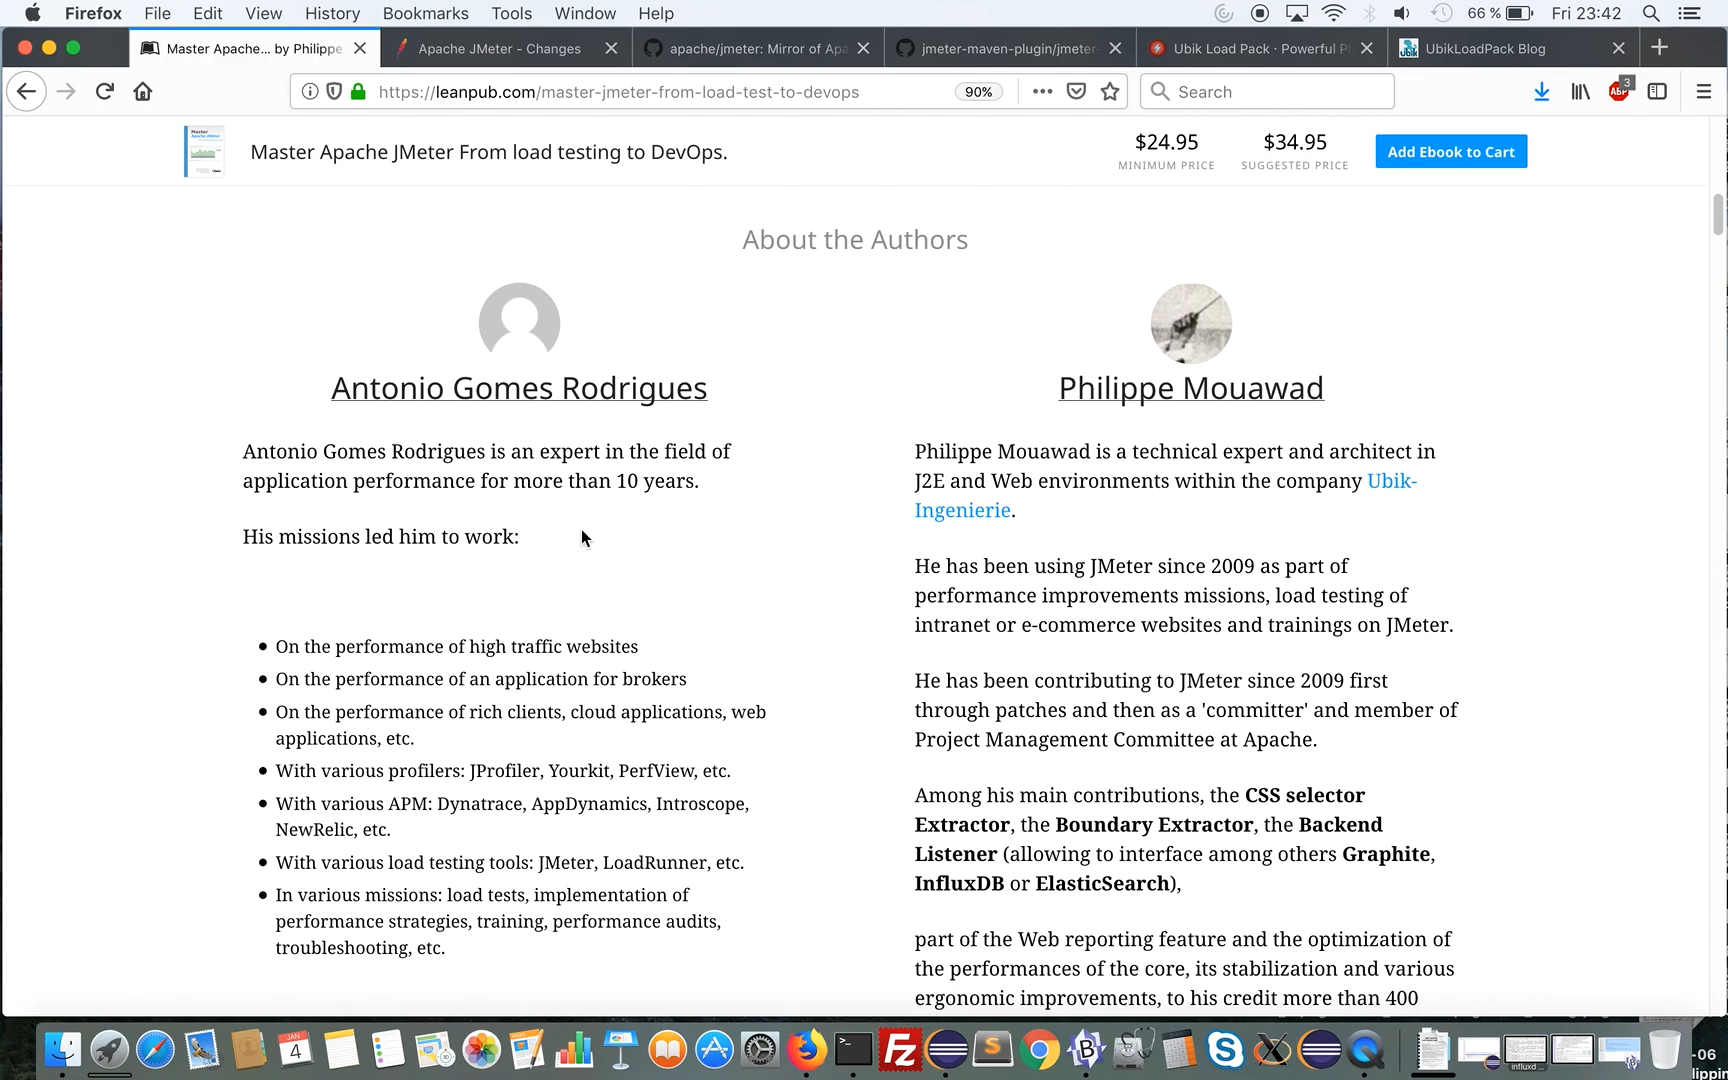 Firefox File Edit View History Bookmarks Tools Window Help 66 % Fri 23:42
Master Apache... by Philippe Apache JMeter - Changes apache/jmeter: Mirror of Apa jmeter-maven-plugin/jmeter- Ubik Load Pack · Powerful Pl UbikLoadPack Blog
https://leanpub.com/master-jmeter-from-load-test-to-devops 90% Search ABP 3
Master Apache JMeter From load testing to DevOps.
$24.95 $34.95
MINIMUM PRICE SUGGESTED PRICE
Add Ebook to Cart
About the Authors
Antonio Gomes Rodrigues
Antonio Gomes Rodrigues is an expert in the field of
application performance for more than 10 years.
His missions led him to work:
• On the performance of high traffic websites
• On the performance of an application for brokers
• On the performance of rich clients, cloud applications, web
applications, etc.
• With various profilers: JProfiler, Yourkit, PerfView, etc.
• With various APM: Dynatrace, AppDynamics, Introscope,
NewRelic, etc.
• With various load testing tools: JMeter, LoadRunner, etc.
• In various missions: load tests, implementation of
performance strategies, training, performance audits,
troubleshooting, etc.
Philippe Mouawad
Philippe Mouawad is a technical expert and architect in
J2E and Web environments within the company Ubik-
Ingenierie.
He has been using JMeter since 2009 as part of
performance improvements missions, load testing of
intranet or e-commerce websites and trainings on JMeter.
He has been contributing to JMeter since 2009 first
through patches and then as a 'committer' and member of
Project Management Committee at Apache.
Among his main contributions, the CSS selector
Extractor, the Boundary Extractor, the Backend
Listener (allowing to interface among others Graphite,
InfluxDB or ElasticSearch),
part of the Web reporting feature and the optimization of
the performances of the core, its stabilization and various
ergonomic improvements, to his credit more than 400
JAN
4
-06
lippin